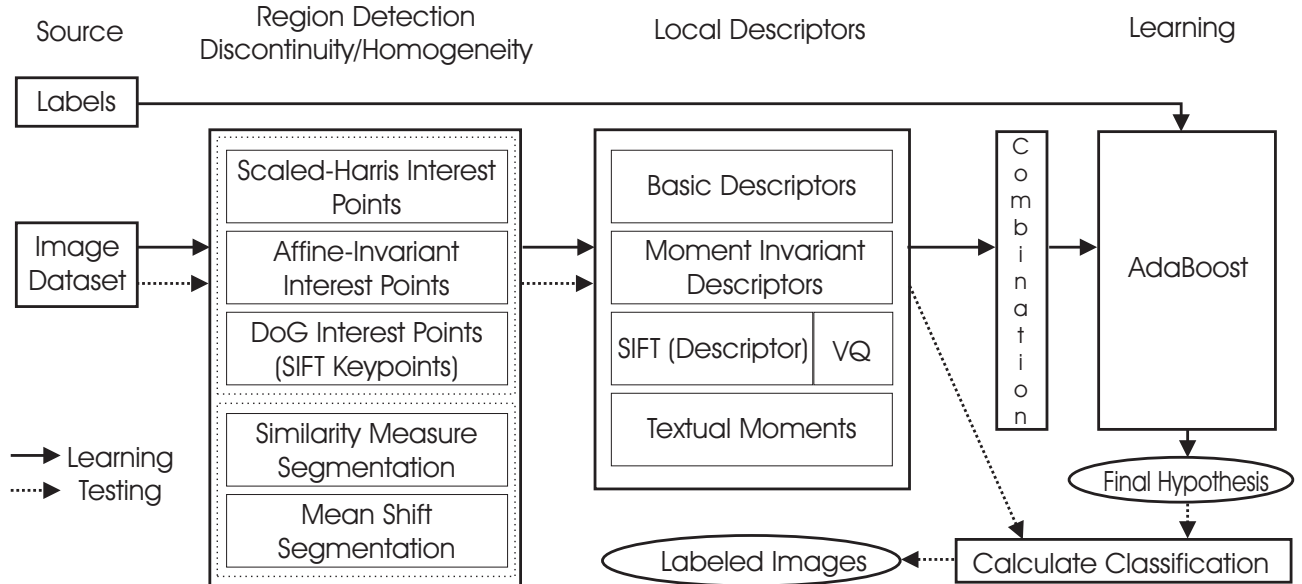 Source
Region Detection
Discontinuity/Homogeneity
Local Descriptors
Learning
Labels
Image
Dataset
Scaled-Harris Interest
Points
Affine-Invariant
Interest Points
DoG Interest Points
(SIFT Keypoints)
Similarity Measure
Segmentation
Mean Shift
Segmentation
Basic Descriptors
Moment Invariant
Descriptors
SIFT (Descriptor)
VQ
Textual Moments
Combination
AdaBoost
Final Hypothesis
Calculate Classification
Labeled Images
Learning
Testing